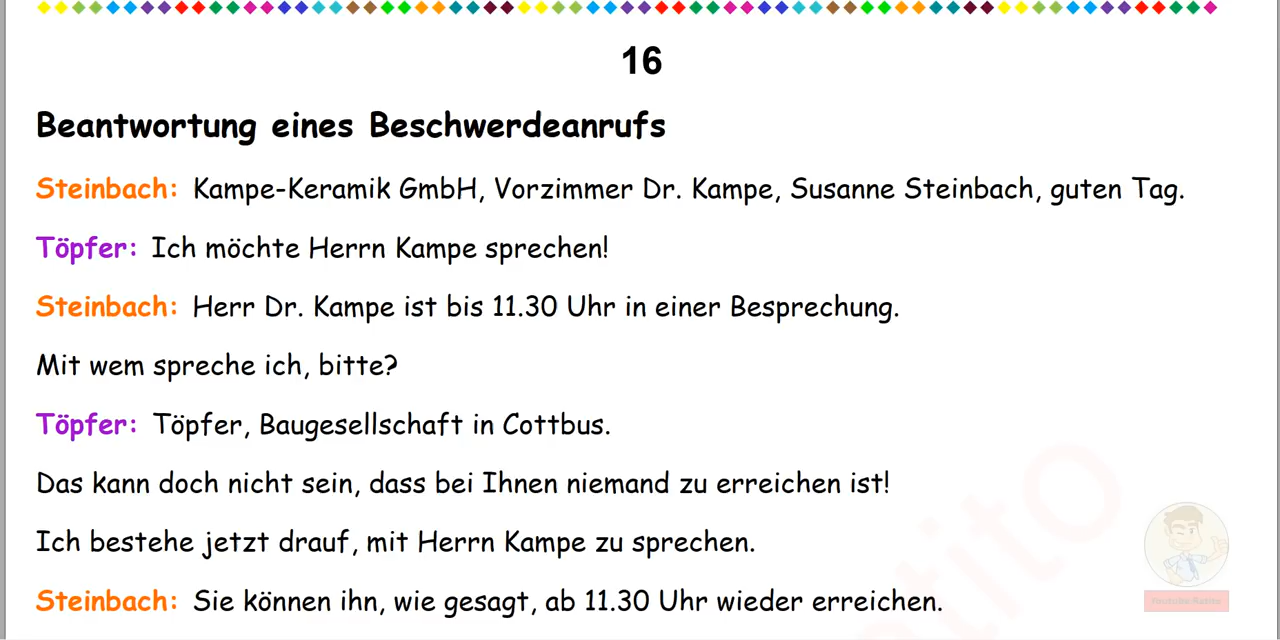 16
Beantwortung eines Beschwerdeanrufs
Steinbach: Kampe-Keramik GmbH, Vorzimmer Dr. Kampe, Susanne Steinbach, guten Tag.
Töpfer: Ich möchte Herrn Kampe sprechen!
Steinbach: Herr Dr. Kampe ist bis 11.30 Uhr in einer Besprechung.
Mit wem spreche ich, bitte?
Töpfer: Töpfer, Baugesellschaft in Cottbus.
Das kann doch nicht sein, dass bei Ihnen niemand zu erreichen ist!
Ich bestehe jetzt drauf, mit Herrn Kampe zu sprechen.
Steinbach: Sie können ihn, wie gesagt, ab 11.30 Uhr wieder erreichen.